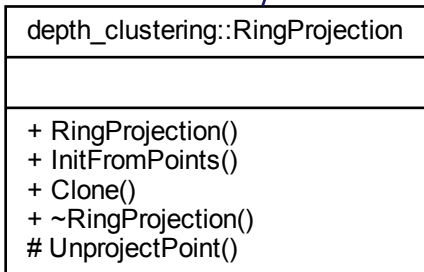 depth_clustering::RingProjection
+ RingProjection()
+ InitFromPoints()
+ Clone()
+ ~RingProjection()
# UnprojectPoint()